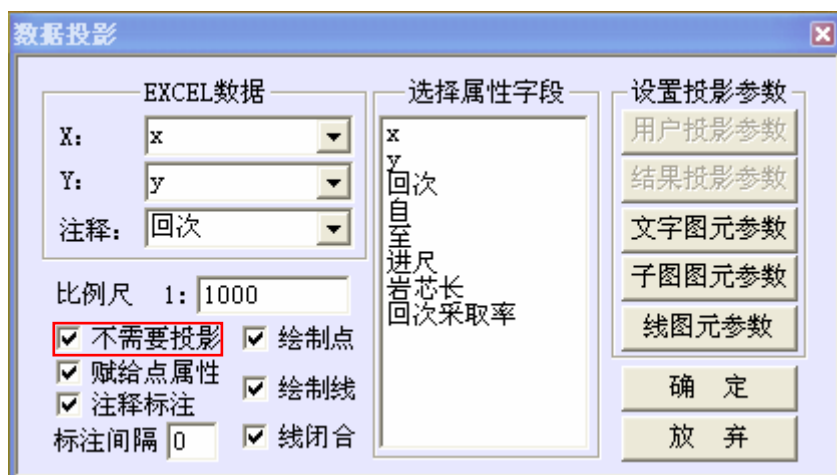 数据投影
EXCEL数据
X: x
Y: y
注释: 回次
比例尺 1: 1000
不需要投影 绘制点
赋给点属性
绘制线
注释标注
标注间隔 0 线闭合
选择属性字段
x
y
回次
自
至
进尺
岩芯长
回次采取率
设置投影参数
用户投影参数
结果投影参数
文字图元参数
子图图元参数
线图元参数
确 定
放 弃